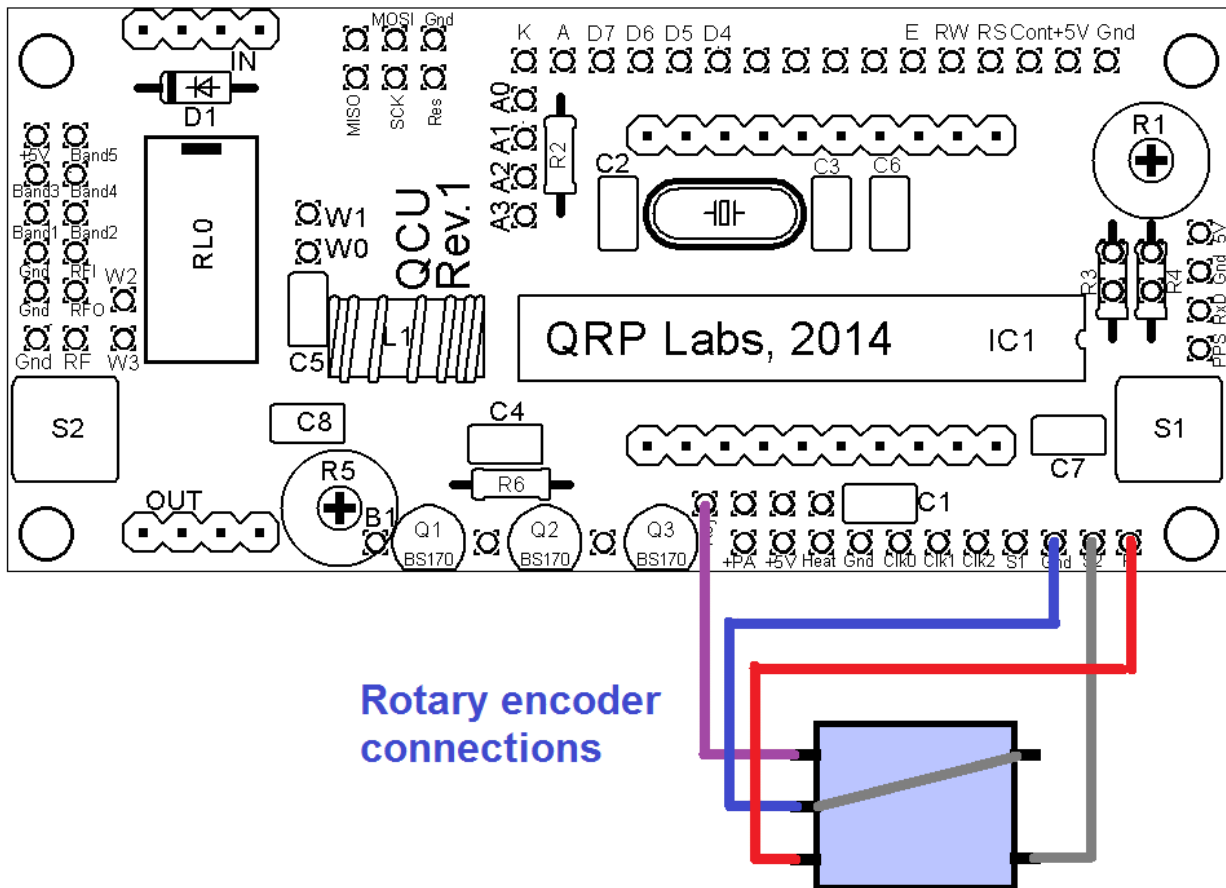 MOSI Gnd
IN
MISO SCK Res
D1
K A D7 D6 D5 D4 E RW RS Cont +5V Gnd
A0
A1
A2
A3
R2
C2
C3
C6
R1
+5V Band5
Band3 Band4
Band1 Band2
Gnd RFI
Gnd RFO
Gnd RF
W2
W3
RL0
W1
W0
QCU
Rev.1
C5
L1
QRP Labs, 2014
IC1
R3
R4
5V
Gnd
RxD
PPS
S2
C8
C4
R5
R6
C7
S1
OUT
B1
Q1
BS170
Q2
BS170
Q3
BS170
C1
+PA +5V Heat Gnd Clk0 Clk1 Clk2 S1 Gnd S2
Rotary encoder
connections